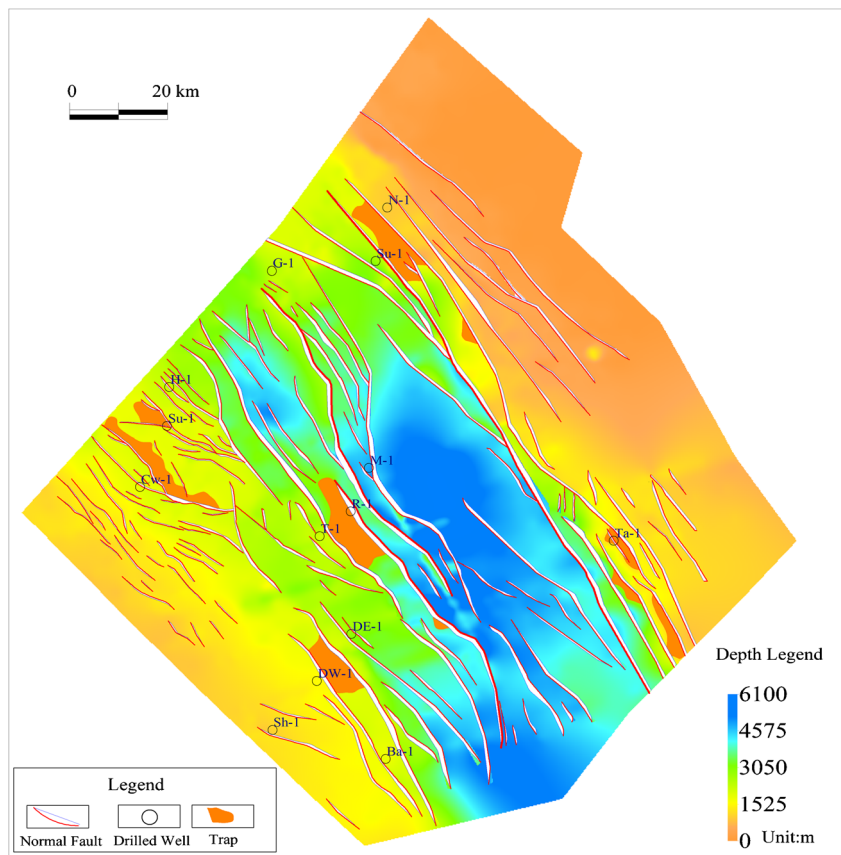 0 20 km
N-1
Su-1
G-1
H-1
Su-1
M-1
Cw-1
R-1
T-1
Ta-1
DE-1
DW-1
Sh-1
Ba-1
Depth Legend
6100
4575
3050
1525
0 Unit:m
Legend
Normal Fault Drilled Well Trap